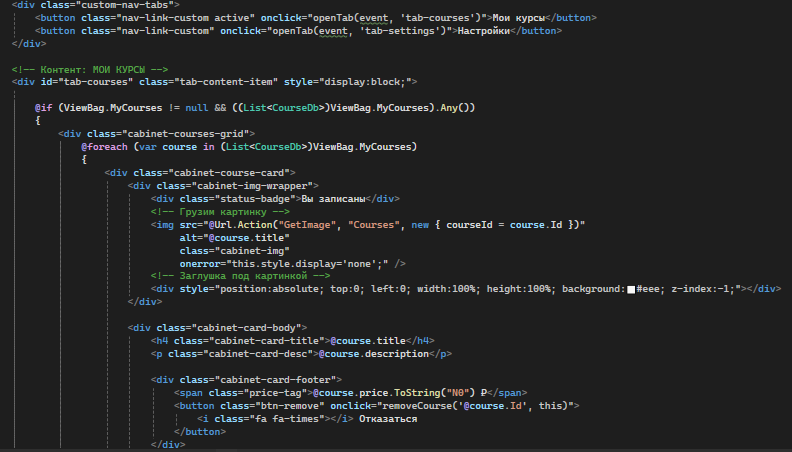 <div class="custom-nav-tabs">
<button class="nav-link-custom active" onclick="openTab(event, 'tab-courses')">Мои курсы</button>
<button class="nav-link-custom" onclick="openTab(event, 'tab-settings')">Настройки</button>
</div>
<!-- Контент: МОИ КУРСЫ -->
<div id="tab-courses" class="tab-content-item" style="display:block;">
@if (ViewBag.MyCourses != null && ((List<CourseDb>)ViewBag.MyCourses).Any())
{
<div class="cabinet-courses-grid">
@foreach (var course in (List<CourseDb>)ViewBag.MyCourses)
{
<div class="cabinet-course-card">
<div class="cabinet-img-wrapper">
<div class="status-badge">Вы записаны</div>
<!-- Грузим картинку -->
<img src="@Url.Action("GetImage", "Courses", new { courseId = course.Id })"
alt="@course.title"
class="cabinet-img"
onerror="this.style.display='none';" />
<!-- Заглушка под картинкой -->
<div style="position:absolute; top:0; left:0; width:100%; height:100%; background:#eee; z-index:-1;"></div>
</div>
<div class="cabinet-card-body">
<h4 class="cabinet-card-title">@course.title</h4>
<p class="cabinet-card-desc">@course.description</p>
<div class="cabinet-card-footer">
<span class="price-tag">@course.price.ToString("N0") ₽</span>
<button class="btn-remove" onclick="removeCourse('@course.Id', this)">
<i class="fa fa-times"></i> Отказаться
</button>
</div>